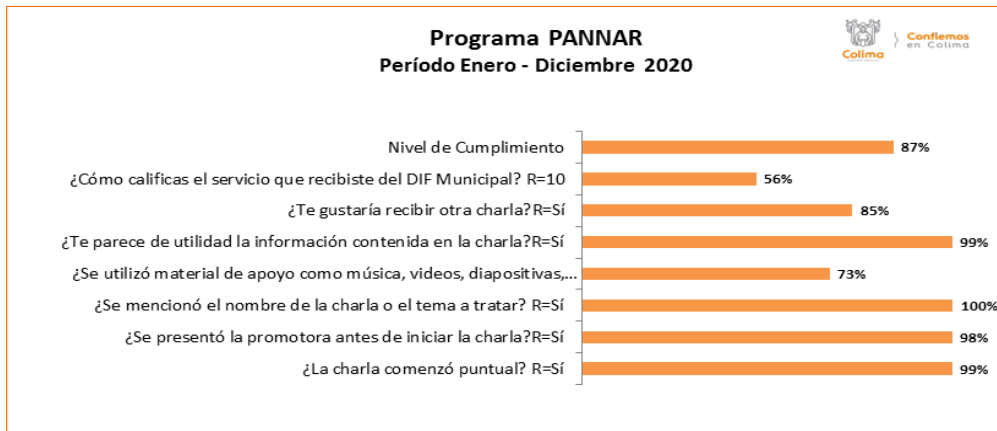 Programa PANNAR
Período Enero - Diciembre 2020
Colima
Confiemos
en Colima
Nivel de Cumplimiento 87%
¿Cómo calificas el servicio que recibiste del DIF Municipal? R=10 56%
¿Te gustaría recibir otra charla?R=Sí 85%
¿Te parece de utilidad la información contenida en la charla?R=Sí 99%
¿Se utilizó material de apoyo como música, videos, diapositivas,... 73%
¿Se mencionó el nombre de la charla o el tema a tratar? R=Sí 100%
¿Se presentó la promotora antes de iniciar la charla?R=Sí 98%
¿La charla comenzó puntual? R=Sí 99%